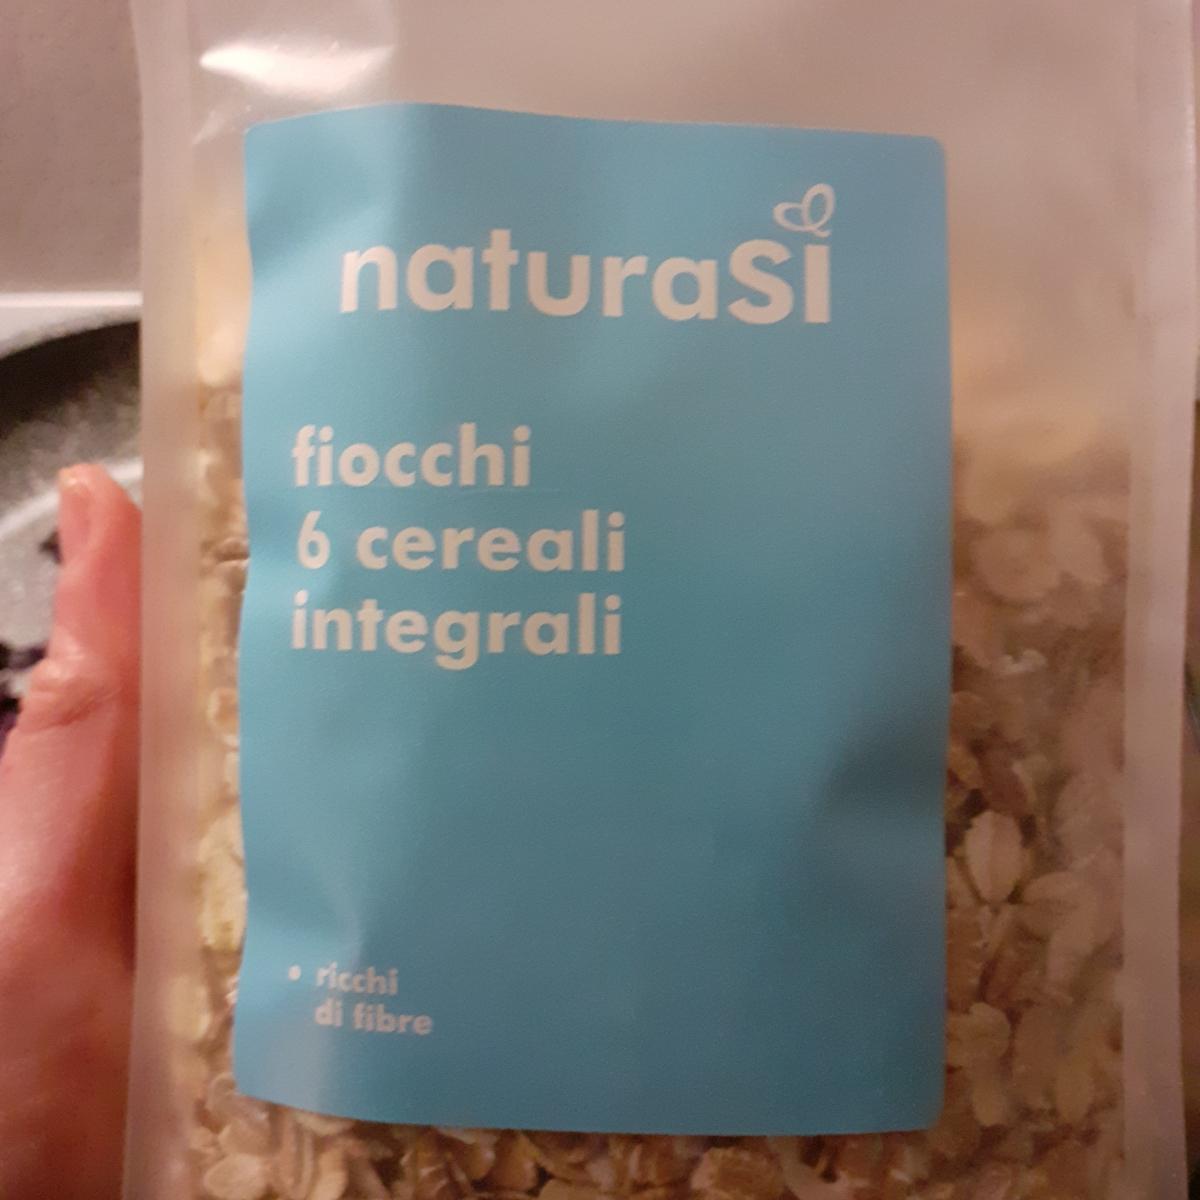 naturasì
fiocchi
6 cereali
integrali
• ricchi
di fibre